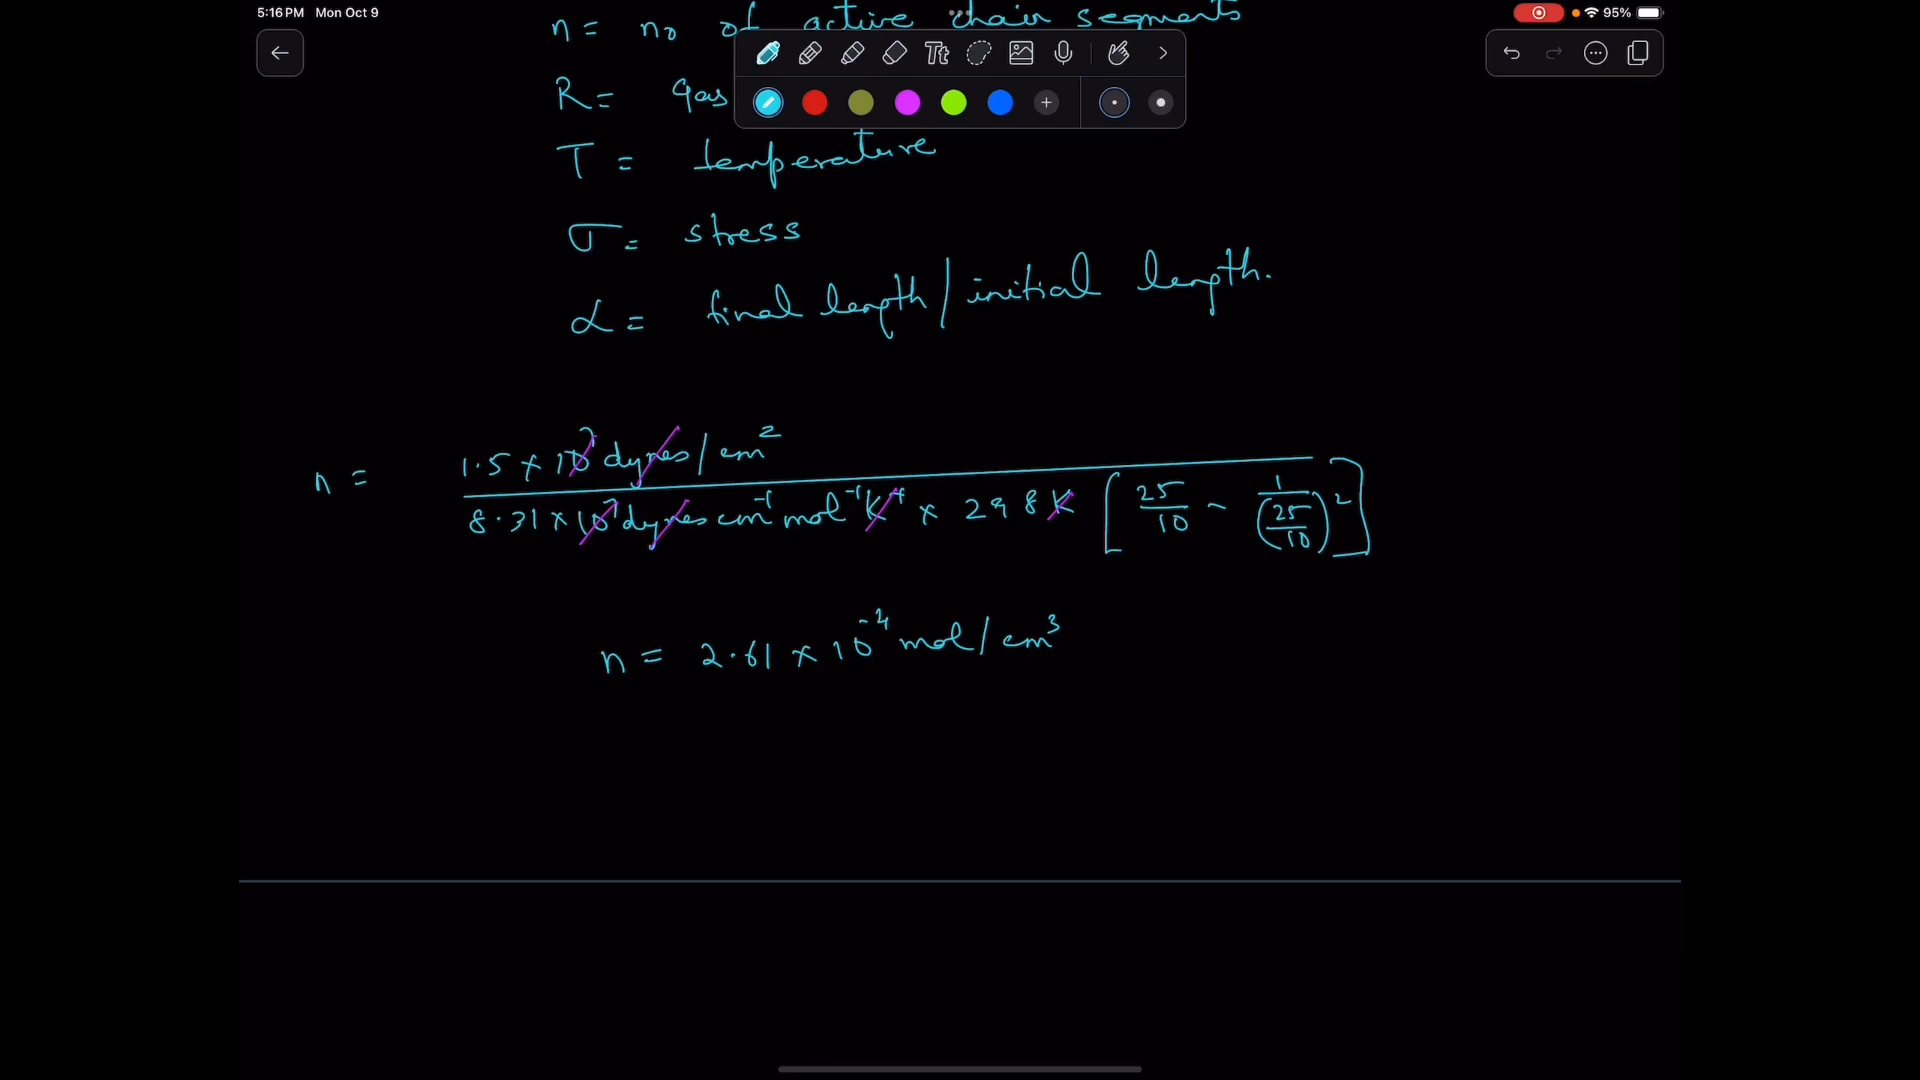 5:16 PM Mon Oct 9
95%
n = no of active chain segments
R = gas
Tt
T = temperature
σ = stress
α = final length / initial length.
n = 1.5 × 10⁷ dynes / cm²
8.31 × 10⁷ dynes cm⁻¹ mol⁻¹ K⁻¹ × 298 K [ 25/10 - 1/(25/10)² ]
n = 2.61 × 10⁻⁴ mol / cm³